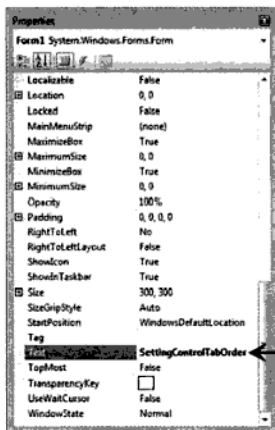 Properties
Form1 System.Windows.Forms.Form
Localizable False
Location 0, 0
Locked False
MainMenuStrip (none)
MaximizeBox True
MaximumSize 0, 0
MinimizeBox True
MinimumSize 0, 0
Opacity 100%
Padding 0, 0, 0, 0
RightToLeft No
RightToLeftLayout False
ShowIcon True
ShowInTaskbar True
Size 300, 300
SizeGripStyle Auto
StartPosition WindowsDefaultLocation
Tag
Text SettingControlTabOrder
TopMost False
TransparencyKey
UseWaitCursor False
WindowState Normal